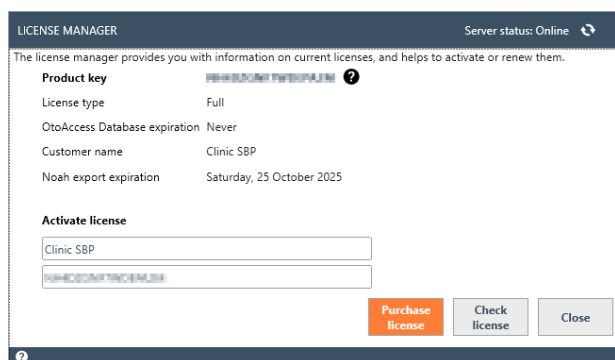 LICENSE MANAGER Server status: Online
The license manager provides you with information on current licenses, and helps to activate or renew them.
Product key
License type Full
OtoAccess Database expiration Never
Customer name Clinic SBP
Noah export expiration Saturday, 25 October 2025
Activate license
Clinic SBP
Purchase license Check license Close